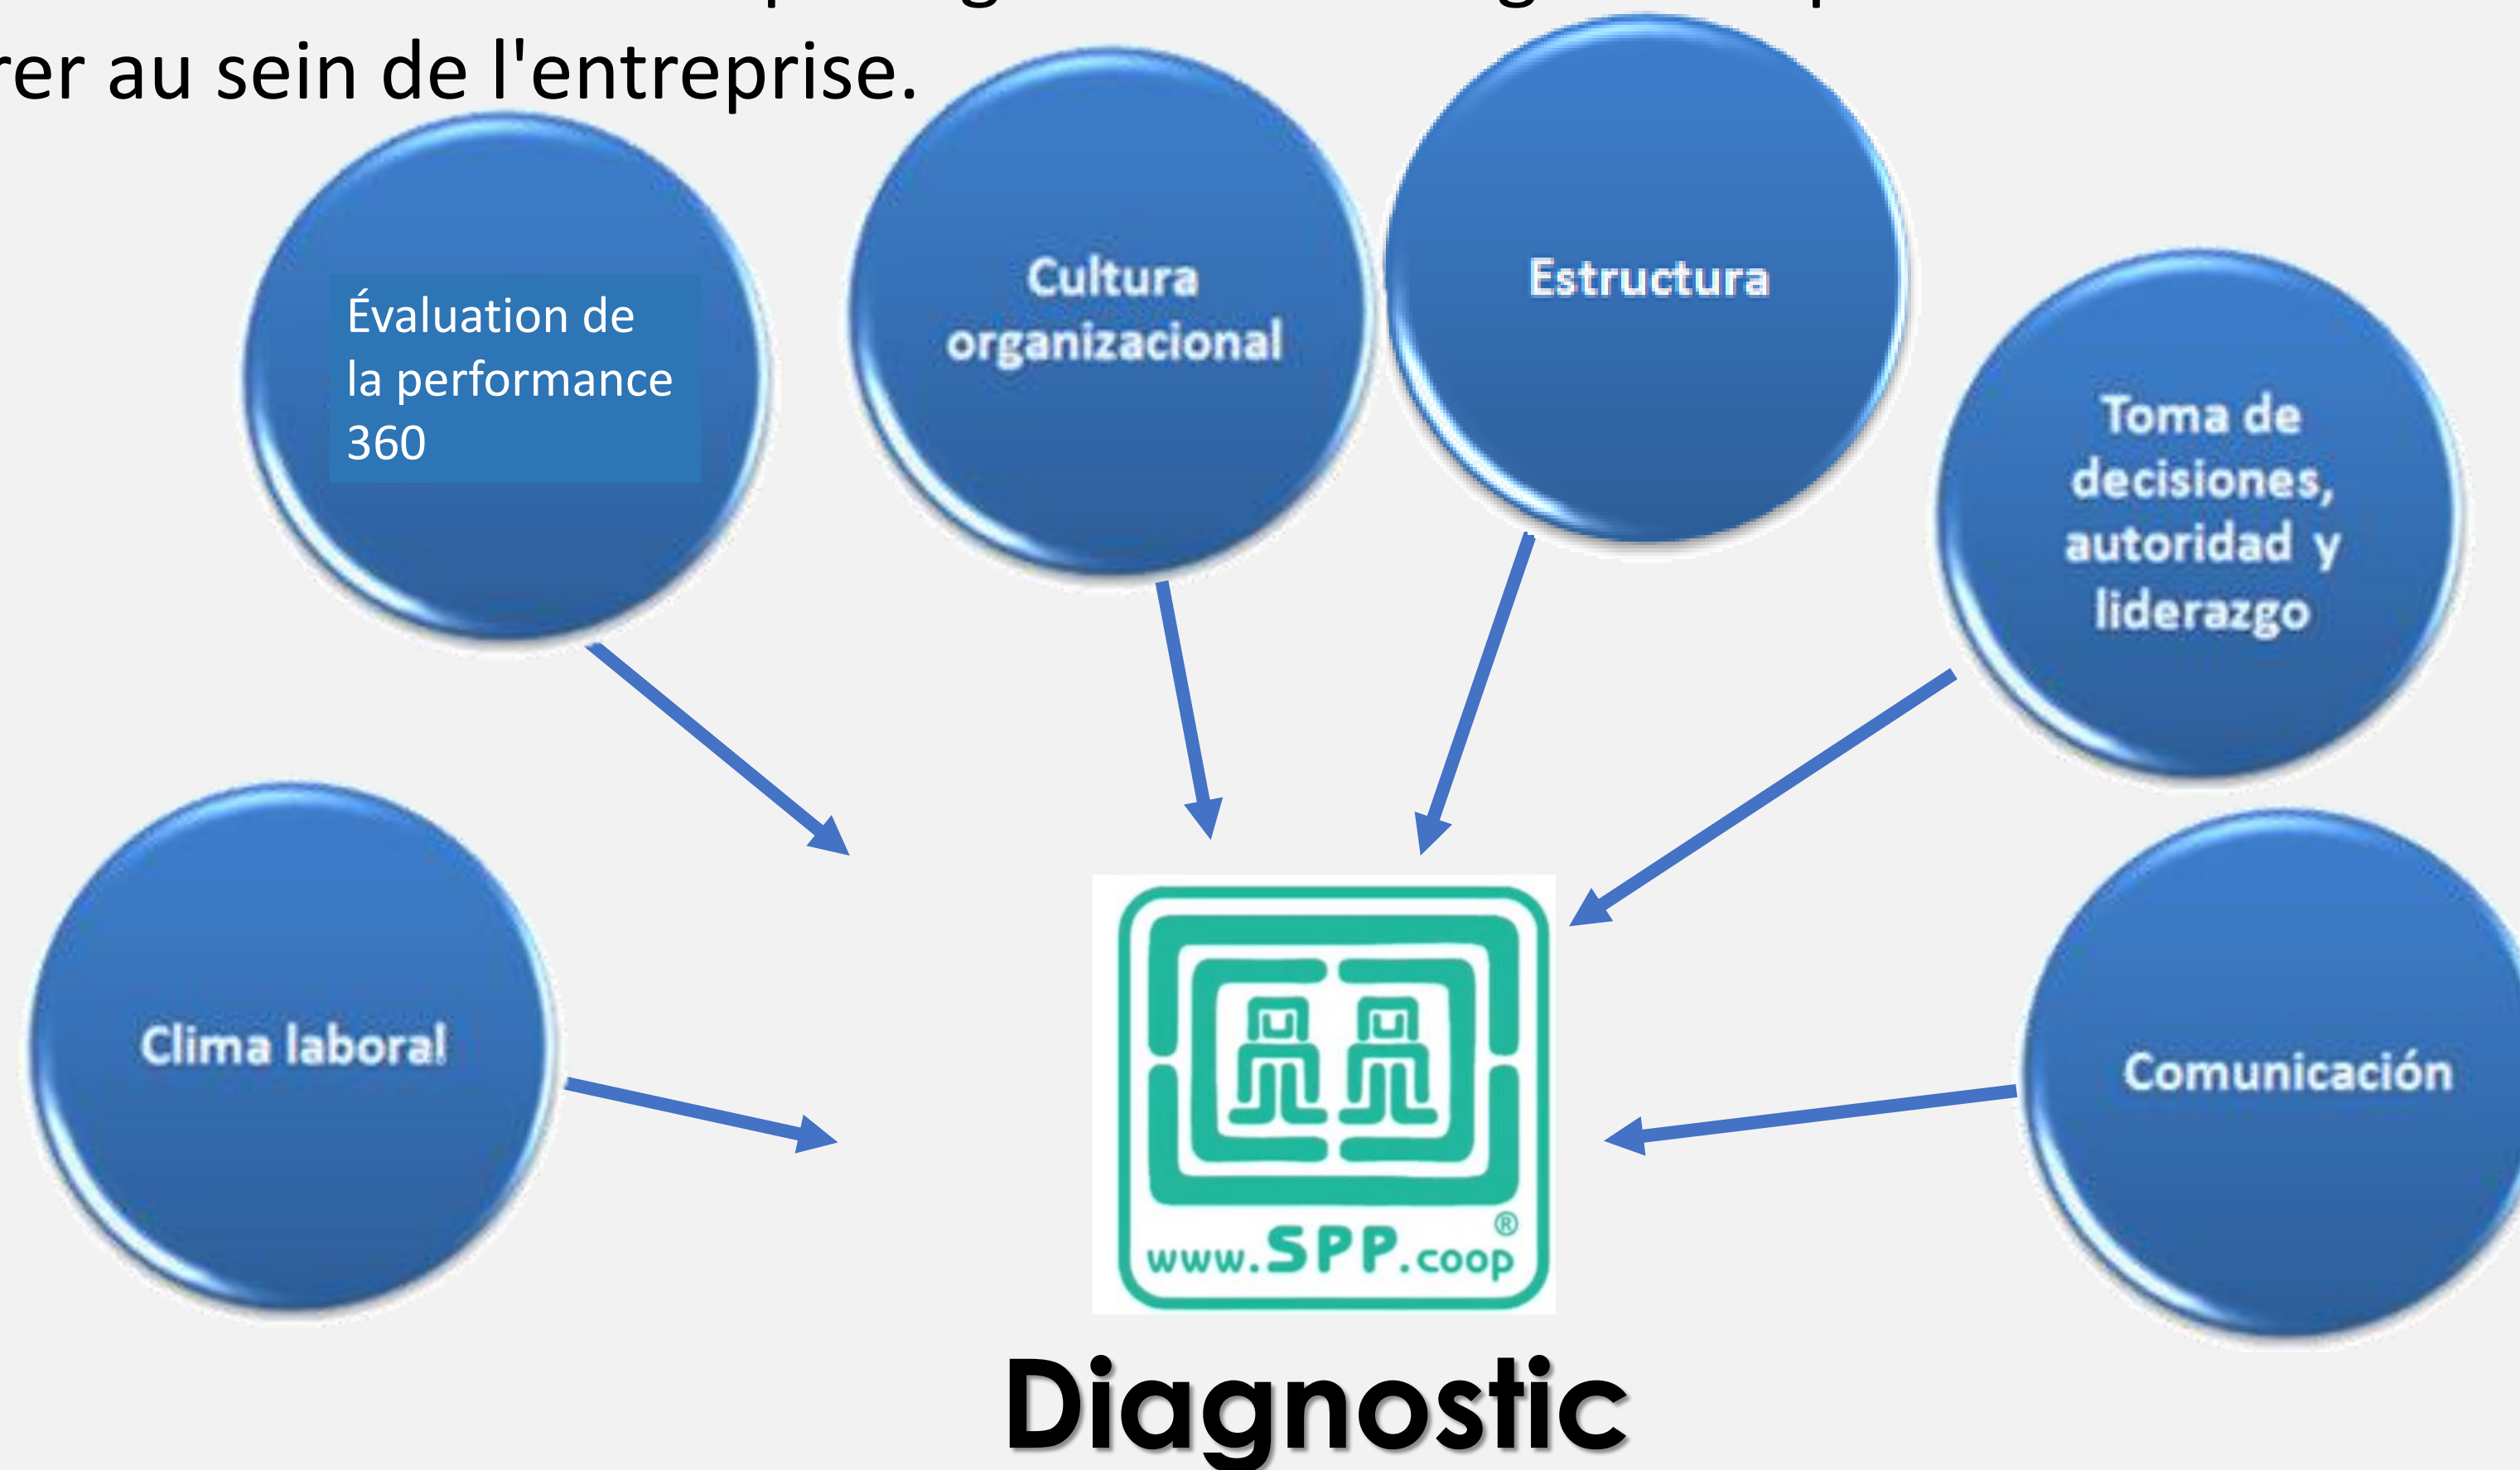 au sein de l'entreprise.
Évaluation de
la performance
360
Cultura
organizacional
Estructura
Toma de
decisiones,
autoridad y
liderazgo
Clima laboral
Comunicación
www.SPP.coop
®
Diagnostic